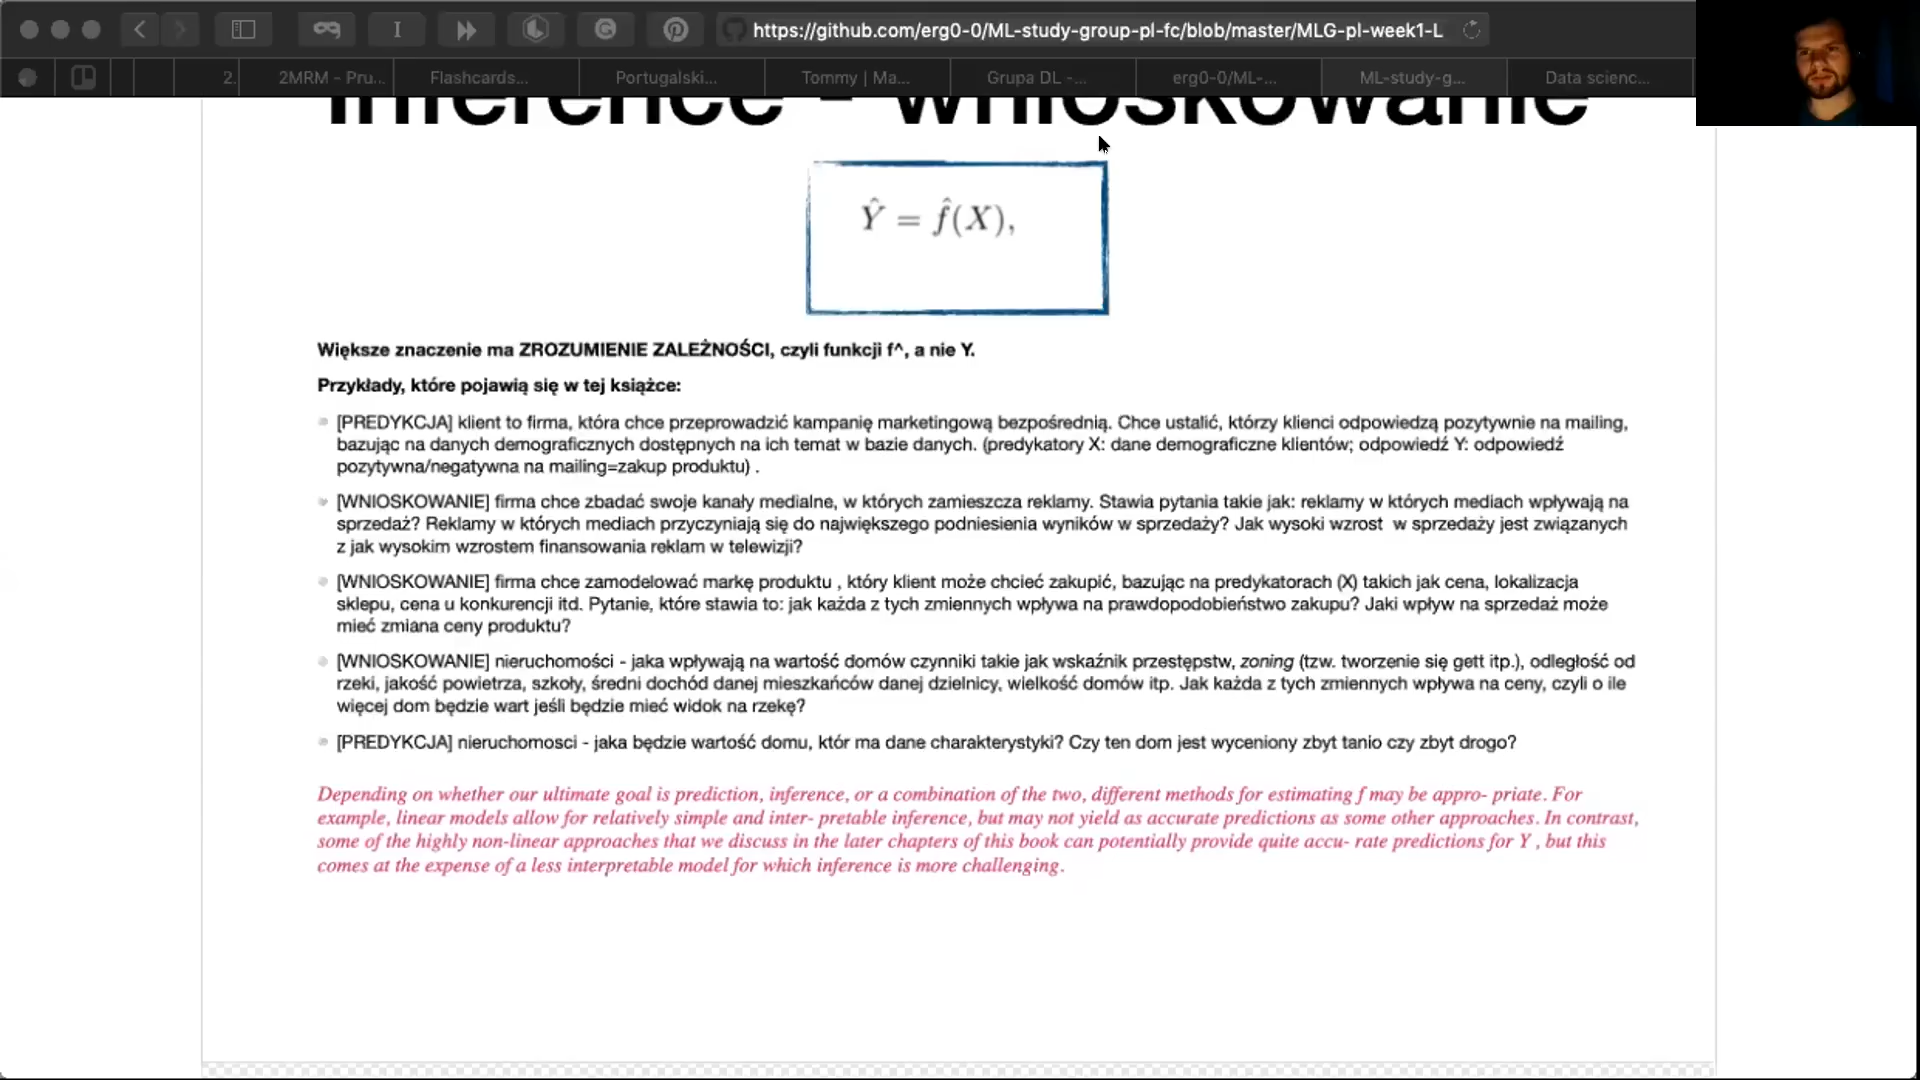 https://github.com/erg0-0/ML-study-group-pl-fc/blob/master/MLG-pl-week1-L
2.
2MRM - Pru...
Flashcards...
Portugalski...
Tommy | Ma...
Grupa DL -...
erg0-0/ML-...
ML-study-g...
Data scienc...
Inference - wnioskowanie
Ŷ = f̂(X),
Większe znaczenie ma ZROZUMIENIE ZALEŻNOŚCI, czyli funkcji f^, a nie Y.
Przykłady, które pojawią się w tej książce:
[PREDYKCJA] klient to firma, która chce przeprowadzić kampanię marketingową bezpośrednią. Chce ustalić, którzy klienci odpowiedzą pozytywnie na mailing,
bazując na danych demograficznych dostępnych na ich temat w bazie danych. (predykatory X: dane demograficzne klientów; odpowiedź Y: odpowiedź
pozytywna/negatywna na mailing=zakup produktu) .
[WNIOSKOWANIE] firma chce zbadać swoje kanały medialne, w których zamieszcza reklamy. Stawia pytania takie jak: reklamy w których mediach wpływają na
sprzedaż? Reklamy w których mediach przyczyniają się do największego podniesienia wyników w sprzedaży? Jak wysoki wzrost w sprzedaży jest związanych
z jak wysokim wzrostem finansowania reklam w telewizji?
[WNIOSKOWANIE] firma chce zamodelować markę produktu , który klient może chcieć zakupić, bazując na predykatorach (X) takich jak cena, lokalizacja
sklepu, cena u konkurencji itd. Pytanie, które stawia to: jak każda z tych zmiennych wpływa na prawdopodobieństwo zakupu? Jaki wpływ na sprzedaż może
mieć zmiana ceny produktu?
[WNIOSKOWANIE] nieruchomości - jaka wpływają na wartość domów czynniki takie jak wskaźnik przestępstw, zoning (tzw. tworzenie się gett itp.), odległość od
rzeki, jakość powietrza, szkoły, średni dochód danej mieszkańców danej dzielnicy, wielkość domów itp. Jak każda z tych zmiennych wpływa na ceny, czyli o ile
więcej dom będzie wart jeśli będzie mieć widok na rzekę?
[PREDYKCJA] nieruchomosci - jaka będzie wartość domu, któr ma dane charakterystyki? Czy ten dom jest wyceniony zbyt tanio czy zbyt drogo?
Depending on whether our ultimate goal is prediction, inference, or a combination of the two, different methods for estimating f may be appro- priate. For
example, linear models allow for relatively simple and inter- pretable inference, but may not yield as accurate predictions as some other approaches. In contrast,
some of the highly non-linear approaches that we discuss in the later chapters of this book can potentially provide quite accu- rate predictions for Y , but this
comes at the expense of a less interpretable model for which inference is more challenging.